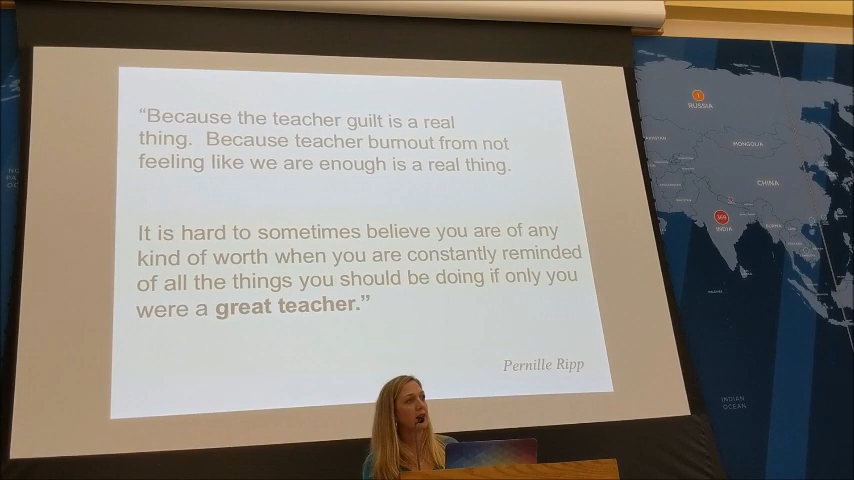 “Because the teacher guilt is a real
thing.  Because teacher burnout from not
feeling like we are enough is a real thing.
It is hard to sometimes believe you are of any
kind of worth when you are constantly reminded
of all the things you should be doing if only you
were a great teacher.”
Pernille Ripp
RUSSIA
MONGOLIA
CHINA
INDIA
INDIAN
OCEAN